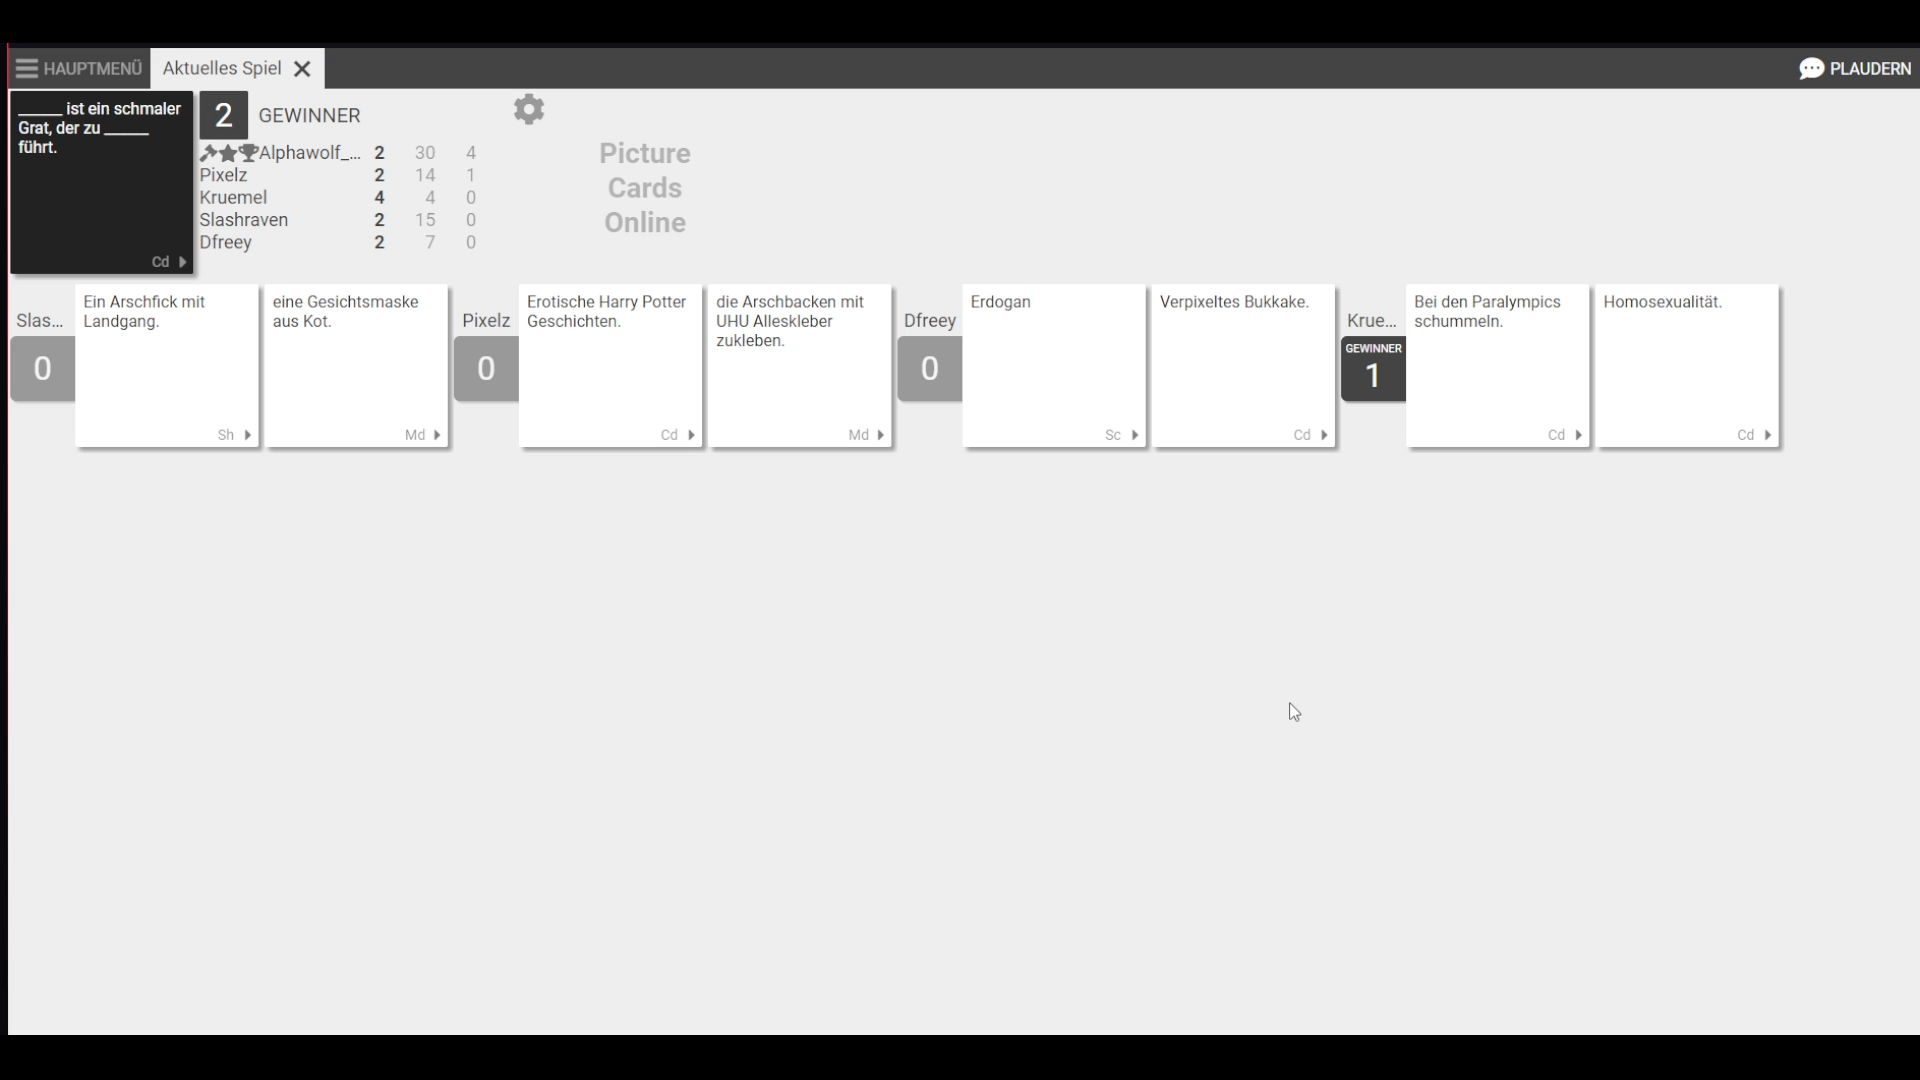 HAUPTMENÜ
Aktuelles Spiel
PLAUDERN
______ ist ein schmaler
Grat, der zu ______
führt.
Cd
2 GEWINNER
Alphawolf_... 2 30 4
Pixelz 2 14 1
Kruemel 4 4 0
Slashraven 2 15 0
Dfreey 2 7 0
Picture
Cards
Online
Slas...
0
Ein Arschfick mit
Landgang.
Sh
eine Gesichtsmaske
aus Kot.
Md
Pixelz
0
Erotische Harry Potter
Geschichten.
Cd
die Arschbacken mit
UHU Alleskleber
zukleben.
Md
Dfreey
0
Erdogan
Sc
Verpixeltes Bukkake.
Cd
Krue...
GEWINNER
1
Bei den Paralympics
schummeln.
Cd
Homosexualität.
Cd